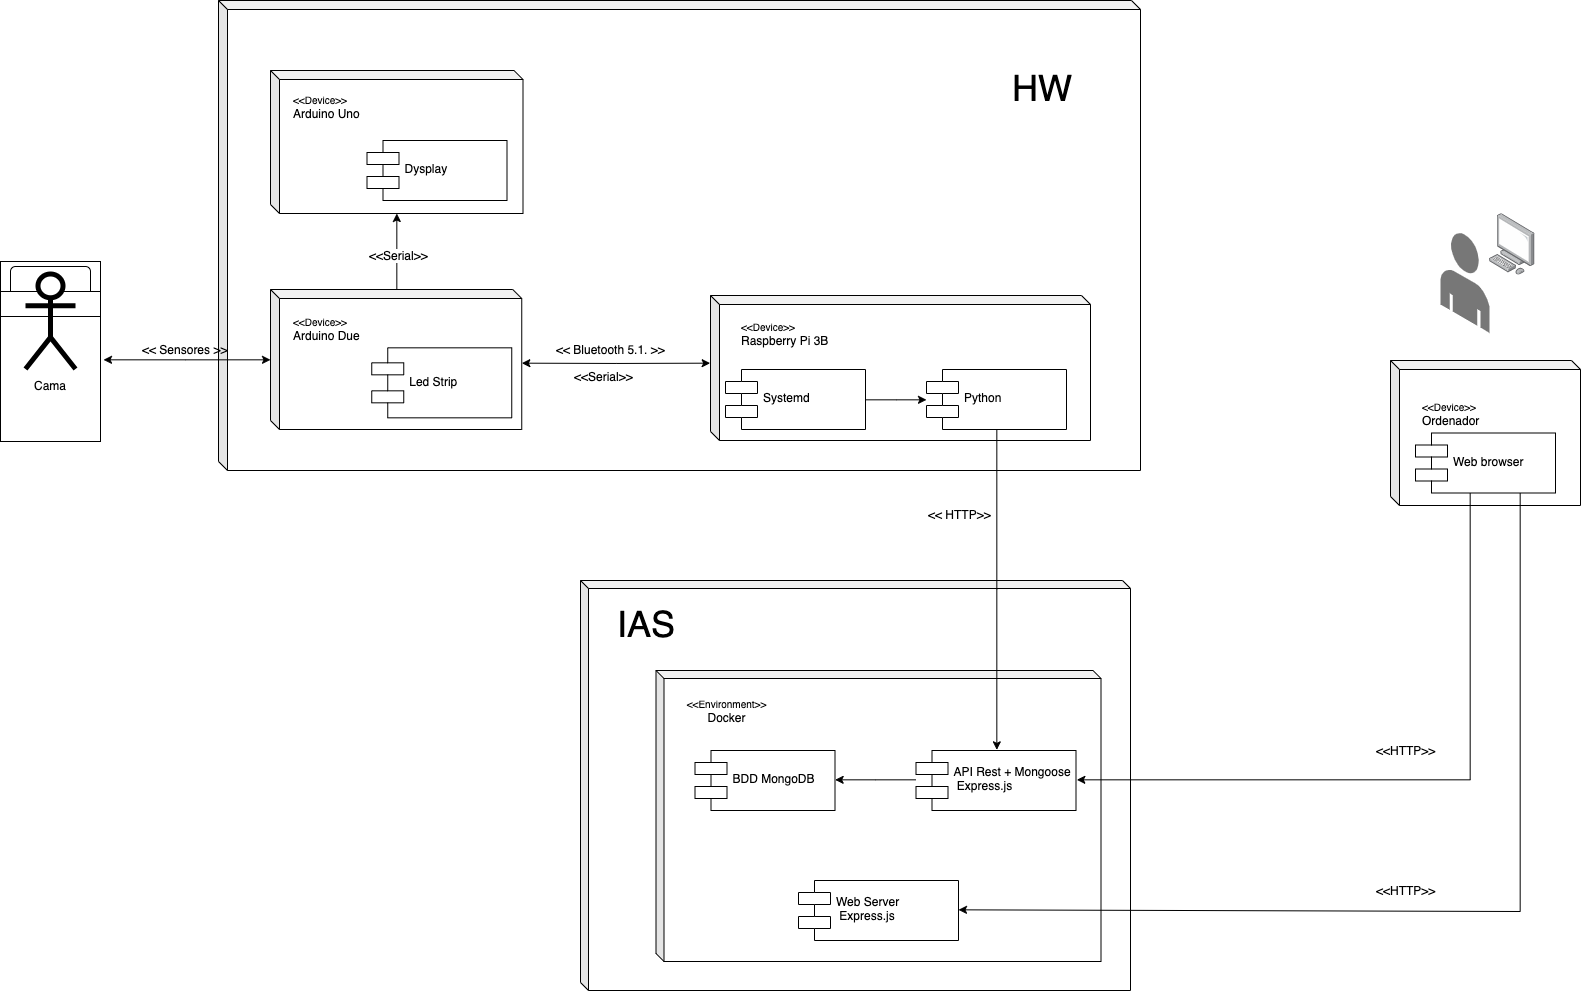 HW
<<Device>>
Arduino Uno
Dysplay
<<Serial>>
<<Device>>
Arduino Due
Led Strip
<< Sensores >>
Cama
<< Bluetooth 5.1. >>
<<Serial>>
<<Device>>
Raspberry Pi 3B
Systemd
Python
<<Device>>
Ordenador
Web browser
<< HTTP>>
IAS
<<Environment>>
Docker
BDD MongoDB
API Rest + Mongoose
Express.js
<<HTTP>>
Web Server
Express.js
<<HTTP>>